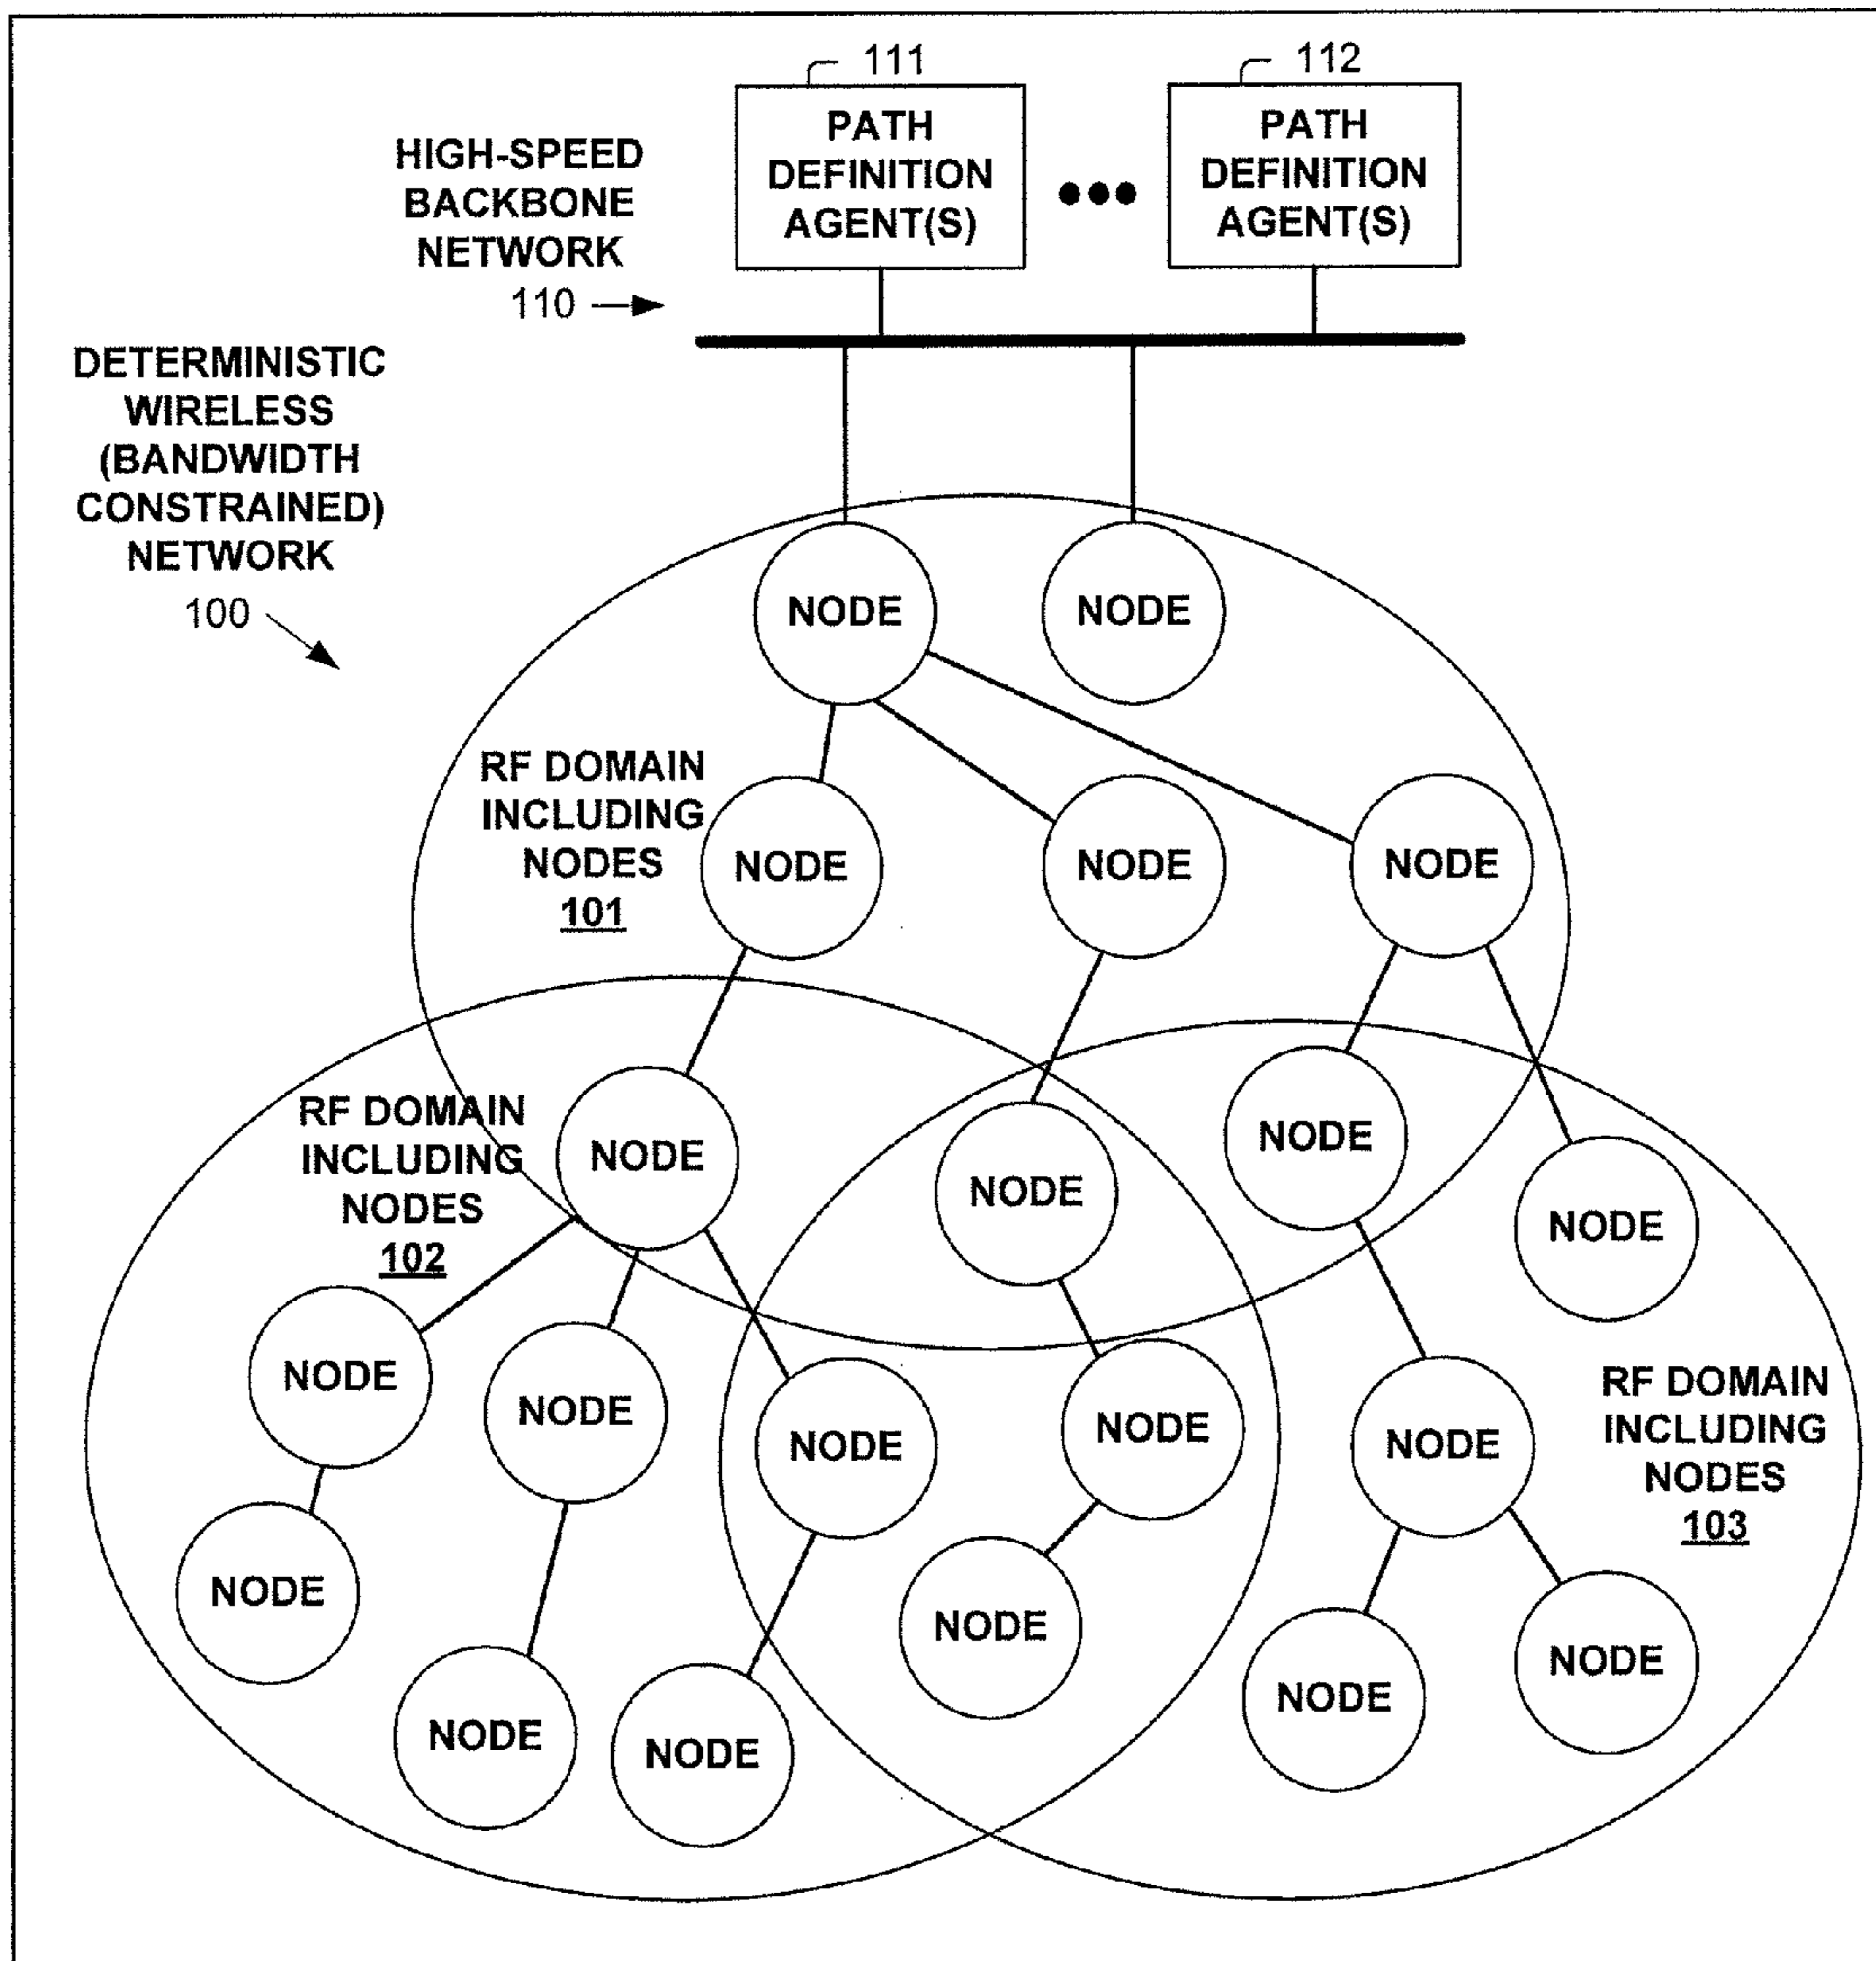 111
112
PATH
DEFINITION
AGENT(S)
PATH
DEFINITION
AGENT(S)
HIGH-SPEED
BACKBONE
NETWORK
110
DETERMINISTIC
WIRELESS
(BANDWIDTH
CONSTRAINED)
NETWORK
100
NODE
NODE
RF DOMAIN
INCLUDING
NODES
101
NODE
NODE
NODE
RF DOMAIN
INCLUDING
NODES
102
NODE
NODE
NODE
NODE
NODE
NODE
NODE
NODE
NODE
RF DOMAIN
INCLUDING
NODES
103
NODE
NODE
NODE
NODE
NODE
NODE